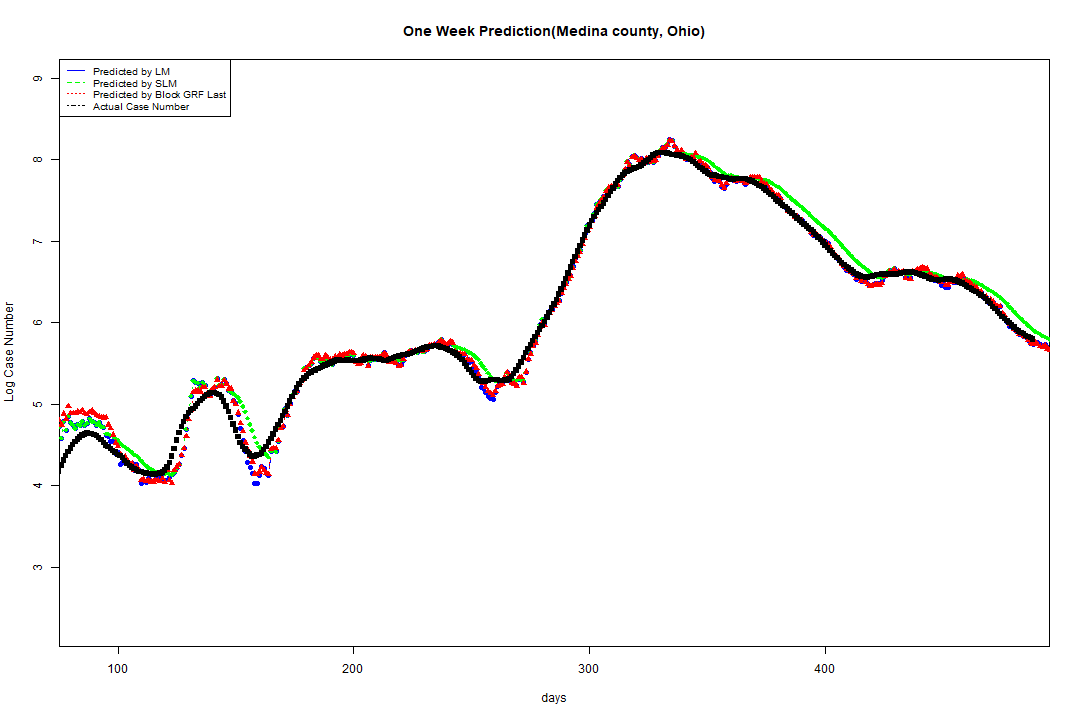 One Week Prediction(Medina county, Ohio)
Predicted by LM
Predicted by SLM
Predicted by Block GRF Last
Actual Case Number
Log Case Number
9
8
7
6
5
4
3
100 200 300 400
days